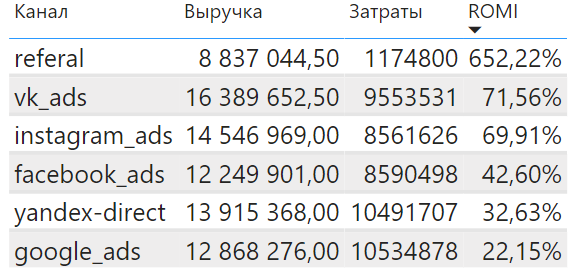 Канал Выручка Затраты ROMI
referal 8 837 044,50 1174800 652,22%
vk_ads 16 389 652,50 9553531 71,56%
instagram_ads 14 546 969,00 8561626 69,91%
facebook_ads 12 249 901,00 8590498 42,60%
yandex-direct 13 915 368,00 10491707 32,63%
google_ads 12 868 276,00 10534878 22,15%